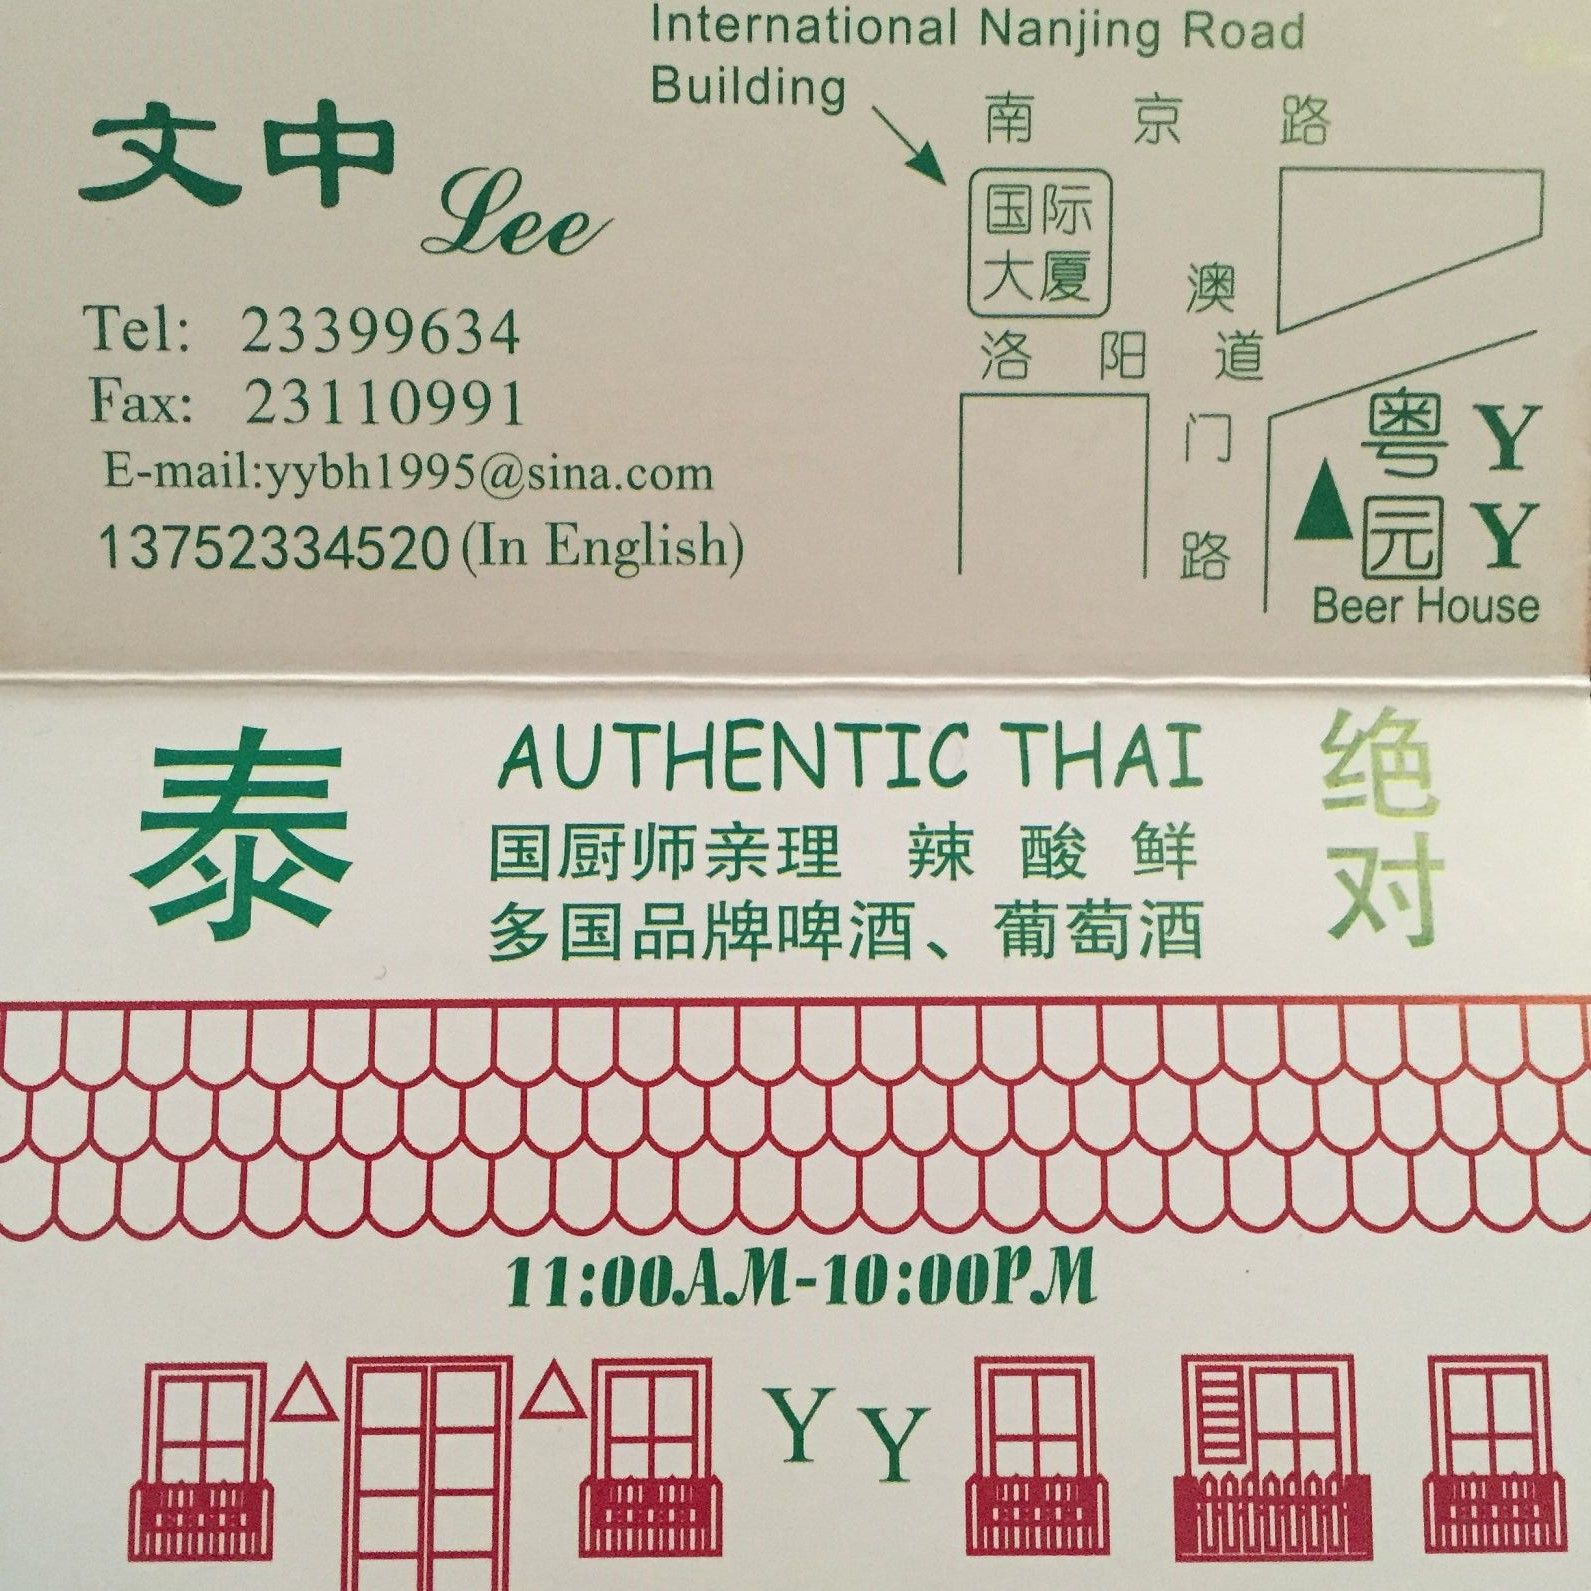 International Nanjing Road
Building
南 京 路
文中 Lee
国际
大厦
澳
洛 阳 道
门
路
Tel: 23399634
Fax: 23110991
E-mail:yybh1995@sina.com
13752334520(In English)
粤 Y
园 Y
Beer House
泰
AUTHENTIC THAI
国厨师亲理 辣 酸 鲜
多国品牌啤酒、葡萄酒
绝
对
11:00A.M-10:00P.M
Y Y